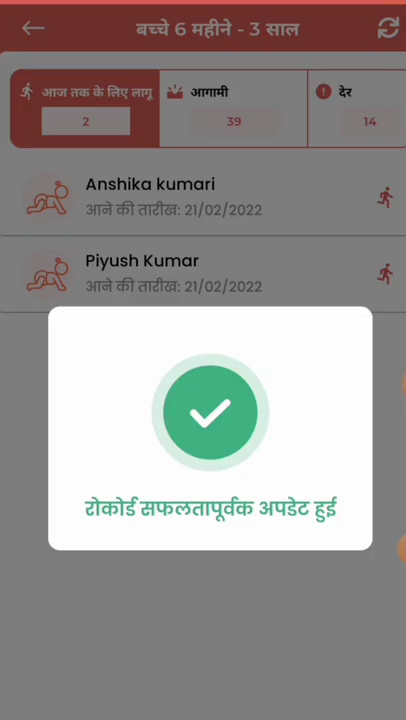 बच्चे 6 महीने - 3 साल
आज तक के लिए लागू
2
आगामी
39
देर
14
Anshika kumari
आने की तारीख: 21/02/2022
Piyush Kumar
आने की तारीख: 21/02/2022
रोकोर्ड सफलतापूर्वक अपडेट हुई